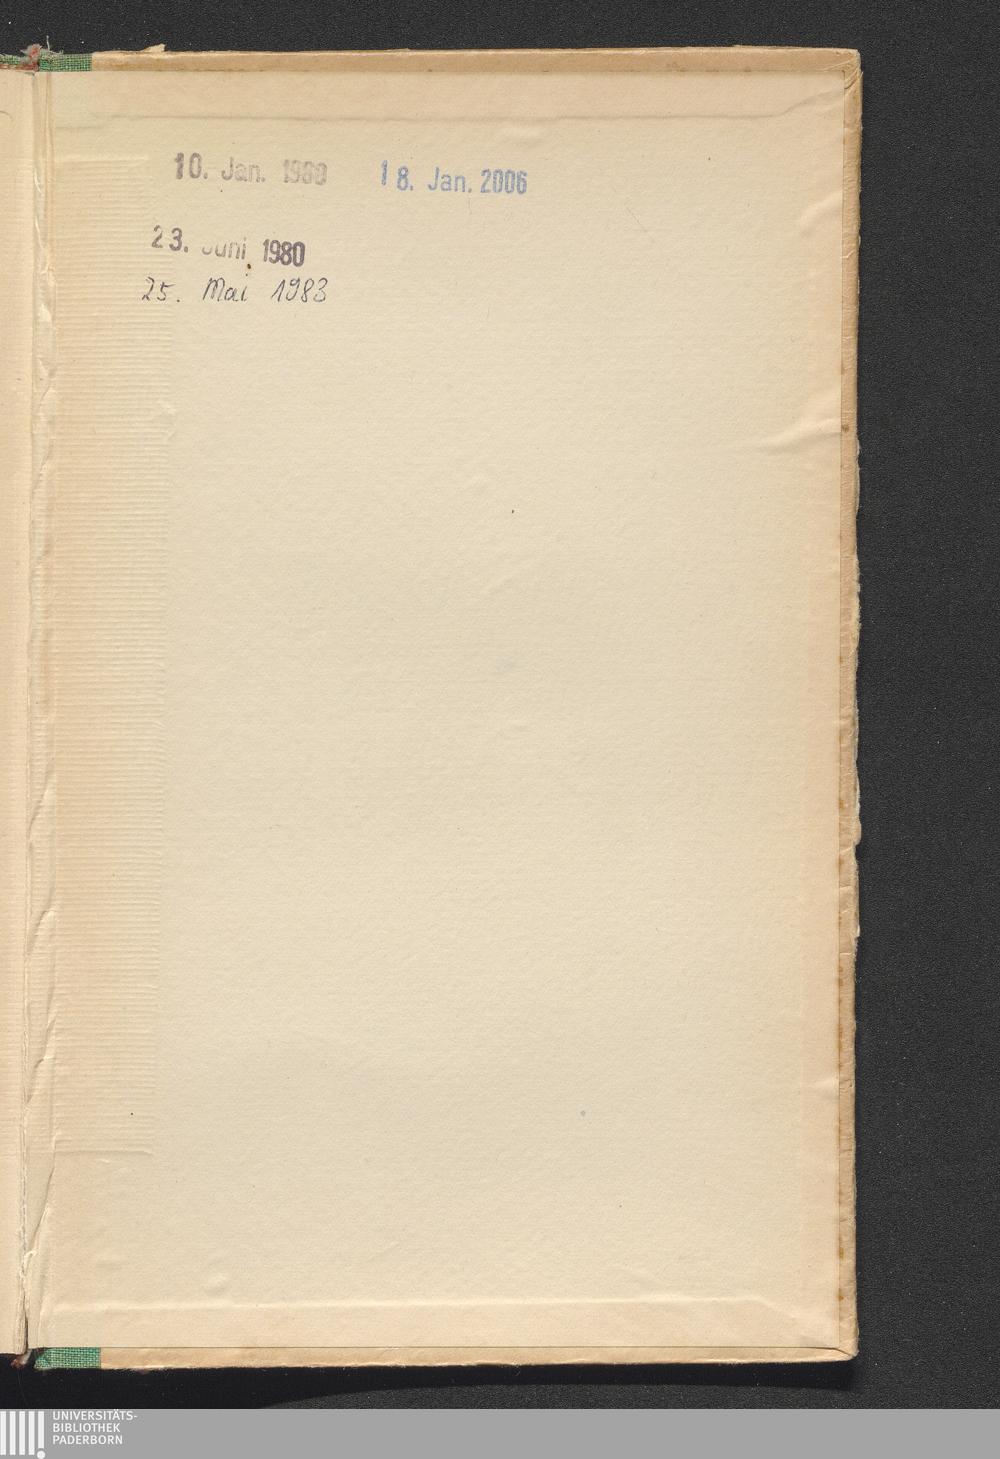 10. Jan. 1980
18. Jan. 2006
23. Juni 1980
25. Mai 1983
UNIVERSITÄTS-
BIBLIOTHEK
PADERBORN